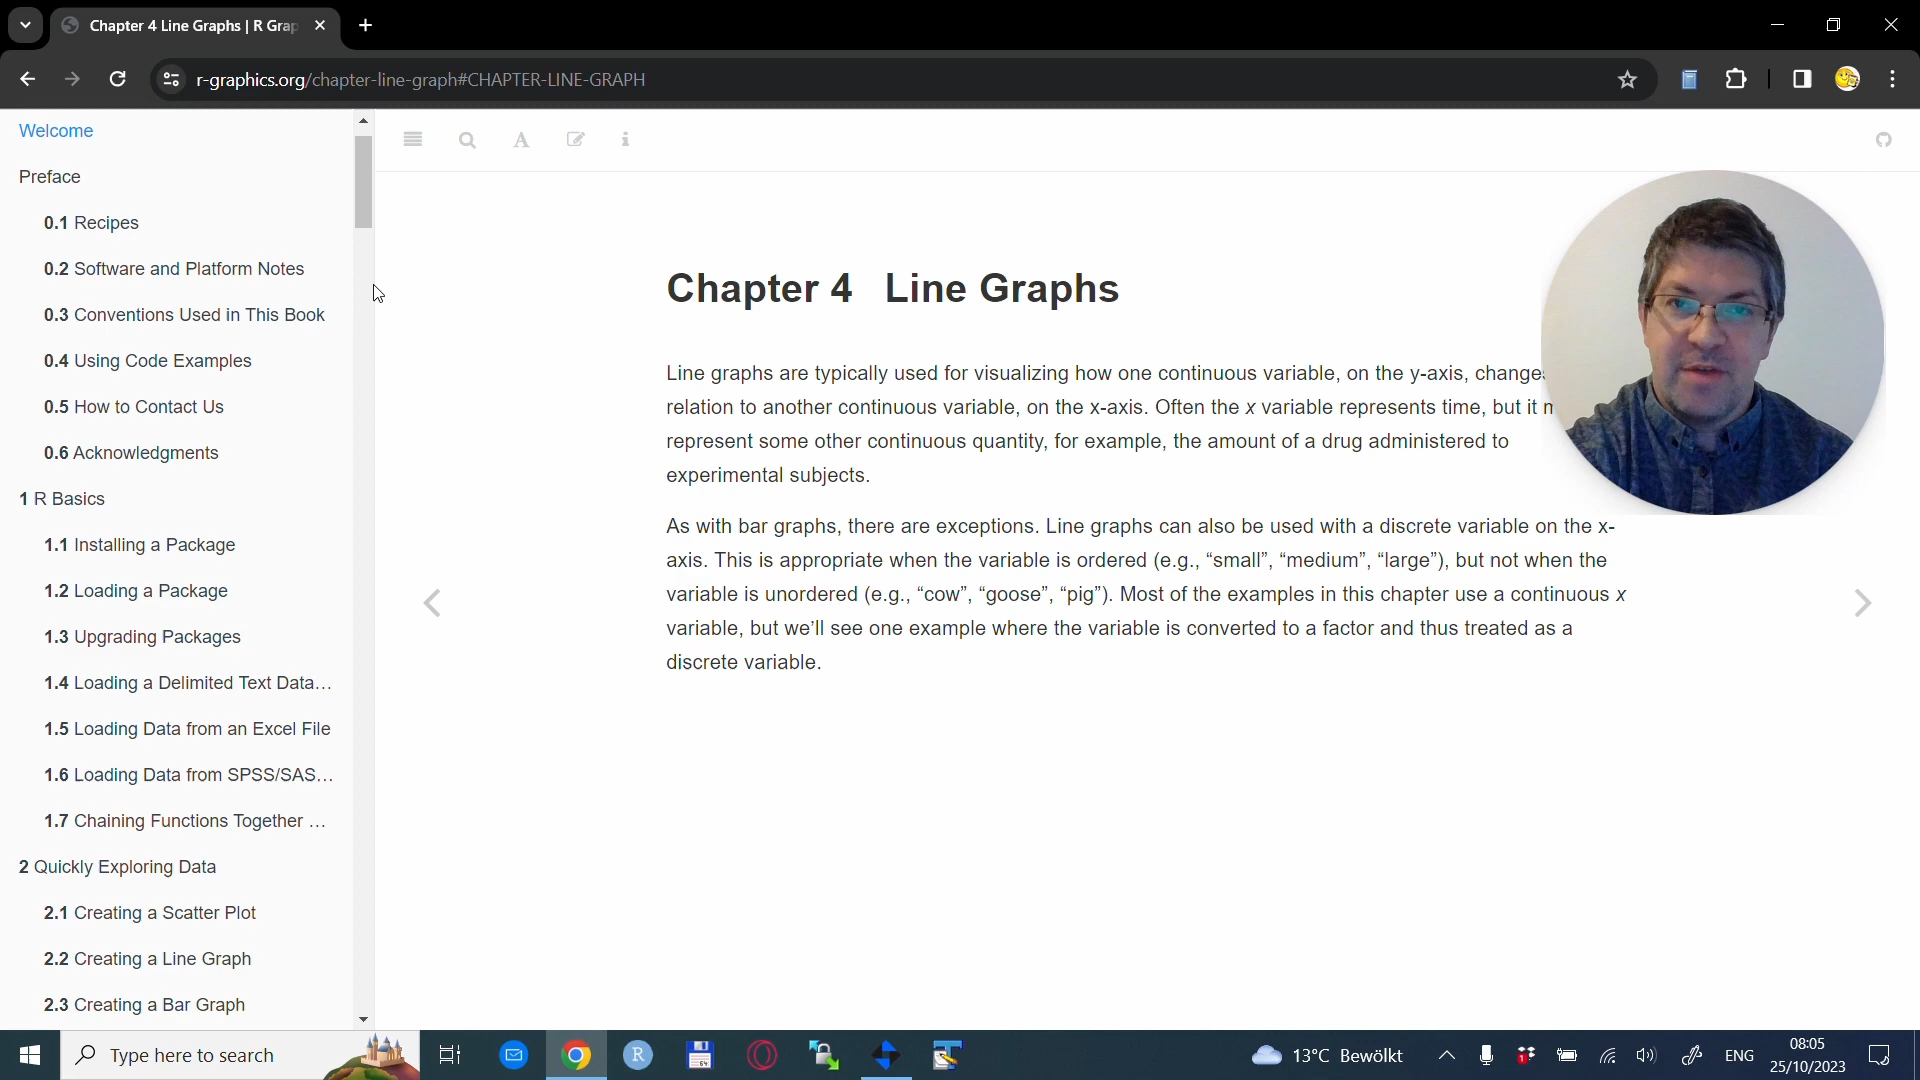 Chapter 4 Line Graphs | R Grap
r-graphics.org/chapter-line-graph#CHAPTER-LINE-GRAPH
Welcome
Preface
0.1 Recipes
0.2 Software and Platform Notes
0.3 Conventions Used in This Book
0.4 Using Code Examples
0.5 How to Contact Us
0.6 Acknowledgments
1 R Basics
1.1 Installing a Package
1.2 Loading a Package
1.3 Upgrading Packages
1.4 Loading a Delimited Text Data…
1.5 Loading Data from an Excel File
1.6 Loading Data from SPSS/SAS…
1.7 Chaining Functions Together …
2 Quickly Exploring Data
2.1 Creating a Scatter Plot
2.2 Creating a Line Graph
2.3 Creating a Bar Graph
Chapter 4 Line Graphs
Line graphs are typically used for visualizing how one continuous variable, on the y-axis, change
relation to another continuous variable, on the x-axis. Often the x variable represents time, but it
represent some other continuous quantity, for example, the amount of a drug administered to
experimental subjects.
As with bar graphs, there are exceptions. Line graphs can also be used with a discrete variable on the x-
axis. This is appropriate when the variable is ordered (e.g., “small”, “medium”, “large”), but not when the
variable is unordered (e.g., “cow”, “goose”, “pig”). Most of the examples in this chapter use a continuous x
variable, but we’ll see one example where the variable is converted to a factor and thus treated as a
discrete variable.
Type here to search
R
64
13°C Bewölkt
1
ENG
08:05
25/10/2023